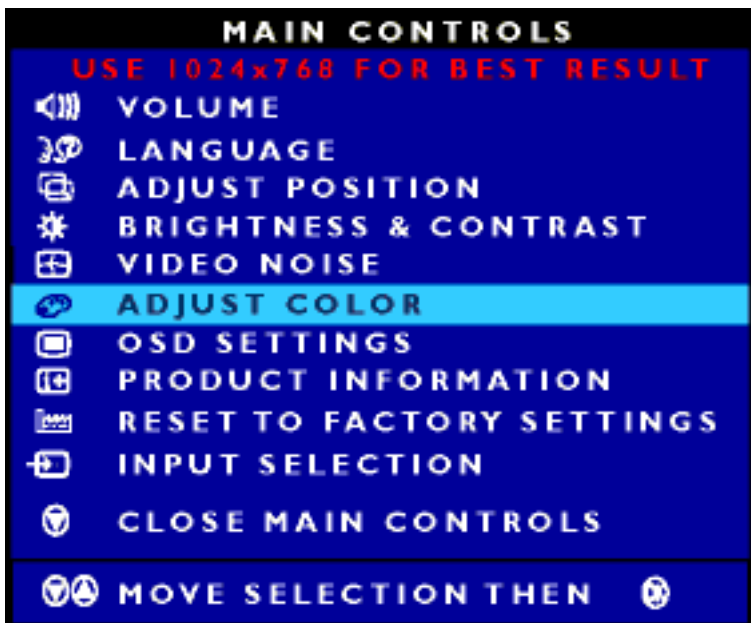 MAIN CONTROLS
USE 1024x768 FOR BEST RESULT
VOLUME
LANGUAGE
ADJUST POSITION
BRIGHTNESS & CONTRAST
VIDEO NOISE
ADJUST COLOR
OSD SETTINGS
PRODUCT INFORMATION
RESET TO FACTORY SETTINGS
INPUT SELECTION
CLOSE MAIN CONTROLS
MOVE SELECTION THEN